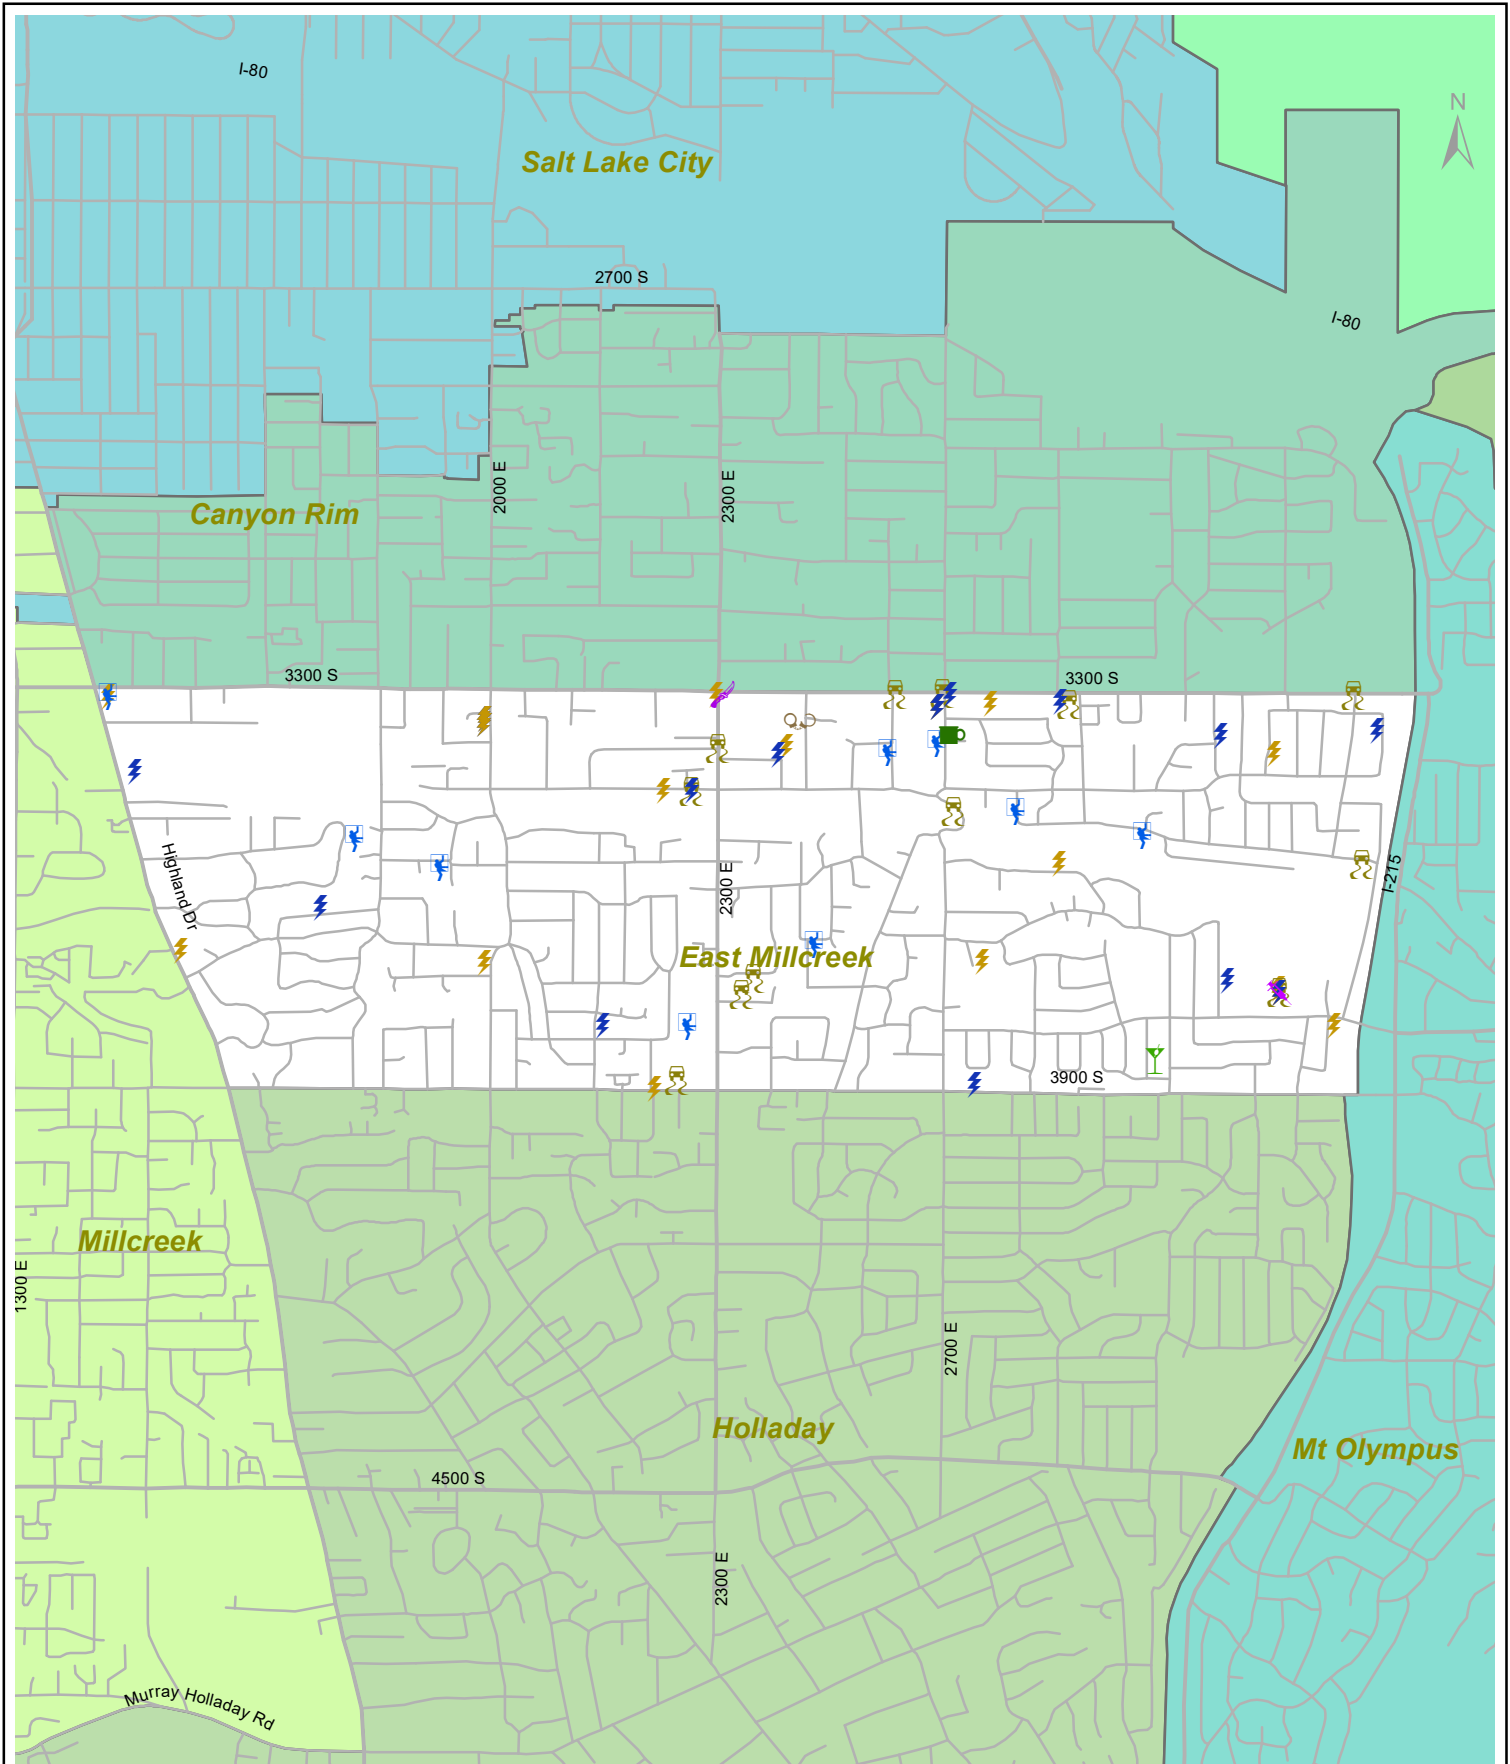 I-80
N
Salt Lake City
2700 S
I-80
2000 E
2300 E
Canyon Rim
3300 S
3300 S
Highland Dr
2300 E
I-215
East Millcreek
3900 S
Millcreek
1300 E
2700 E
Holladay
Mt Olympus
4500 S
2300 E
Murray Holladay Rd